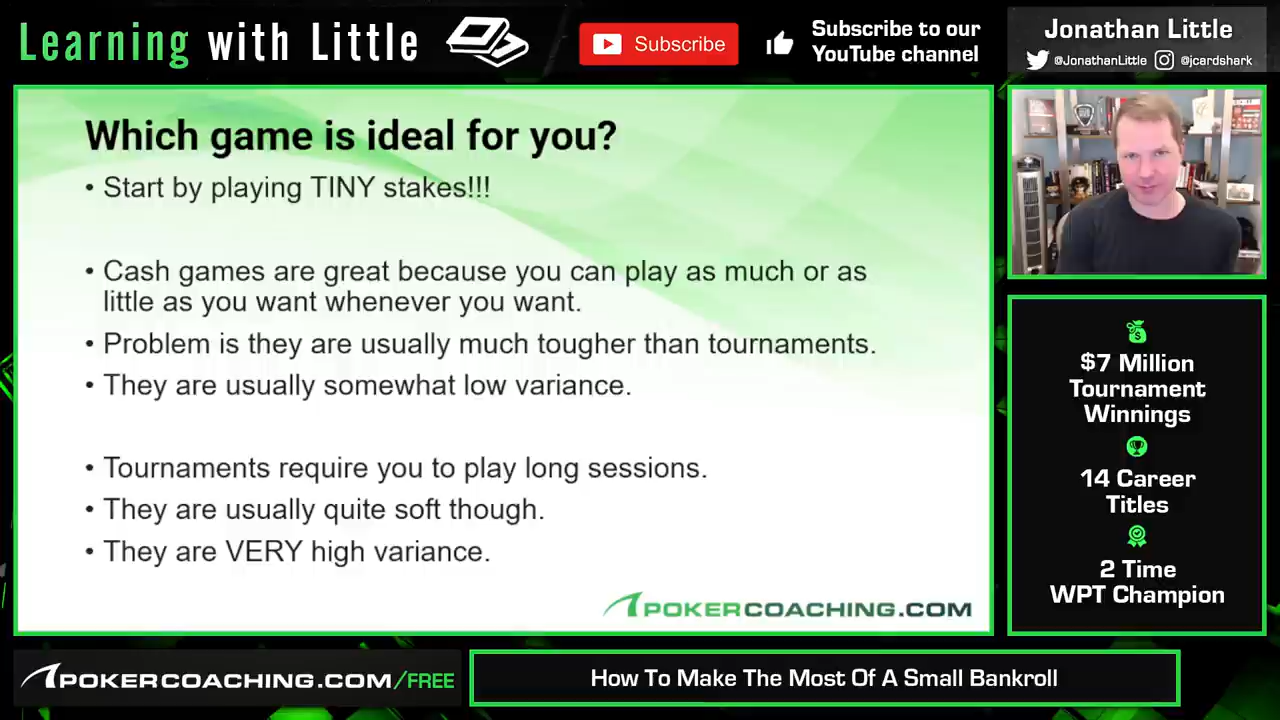 Learning with Little
Subscribe
Subscribe to our
YouTube channel
Jonathan Little
@JonathanLittle
@jcardshark
Which game is ideal for you?
• Start by playing TINY stakes!!!
• Cash games are great because you can play as much or as
little as you want whenever you want.
• Problem is they are usually much tougher than tournaments.
• They are usually somewhat low variance.
• Tournaments require you to play long sessions.
• They are usually quite soft though.
• They are VERY high variance.
POKERCOACHING.COM
$7 Million
Tournament
Winnings
14 Career
Titles
2 Time
WPT Champion
POKERCOACHING.COM/FREE
How To Make The Most Of A Small Bankroll